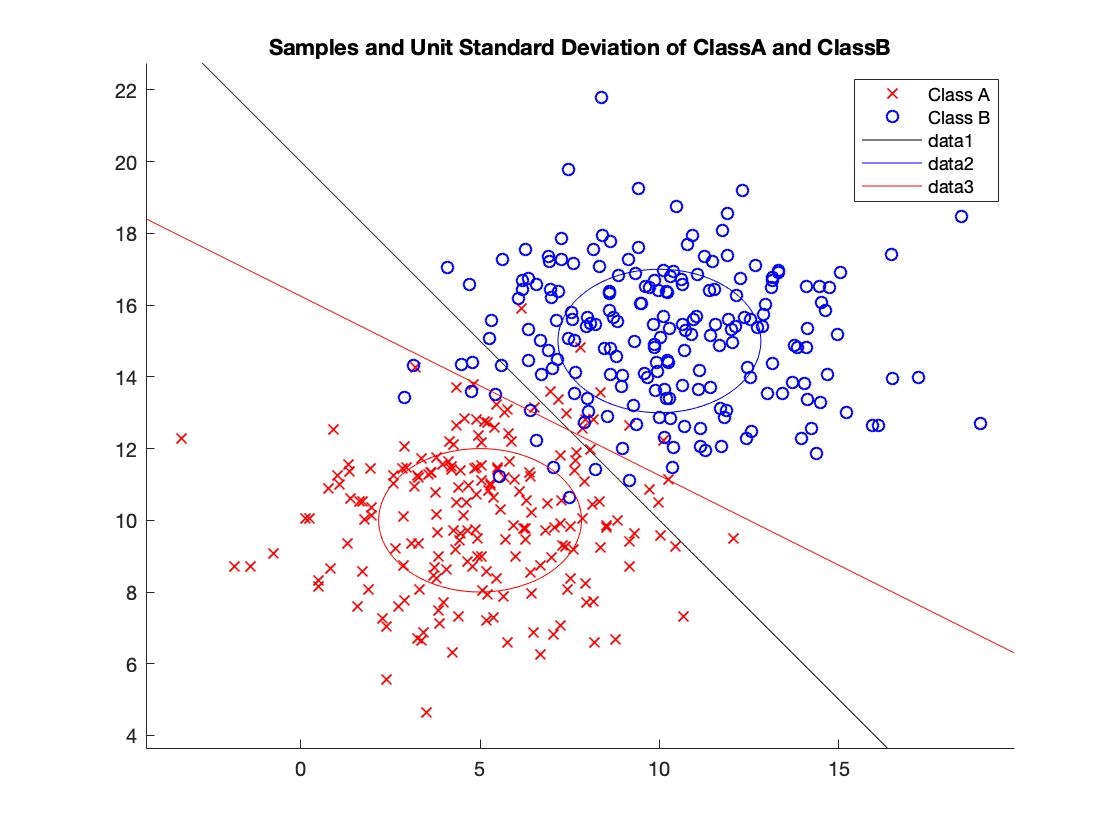 Samples and Unit Standard Deviation of ClassA and ClassB
Class A
Class B
data1
data2
data3
22
20
18
16
14
12
10
8
6
4
0
5
10
15